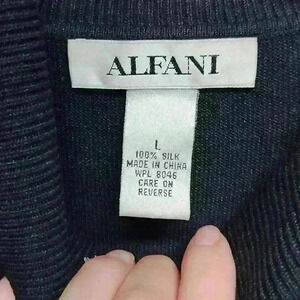 ALFANI
L
100% SILK
MADE IN CHINA
WPL 8046
CARE ON
REVERSE